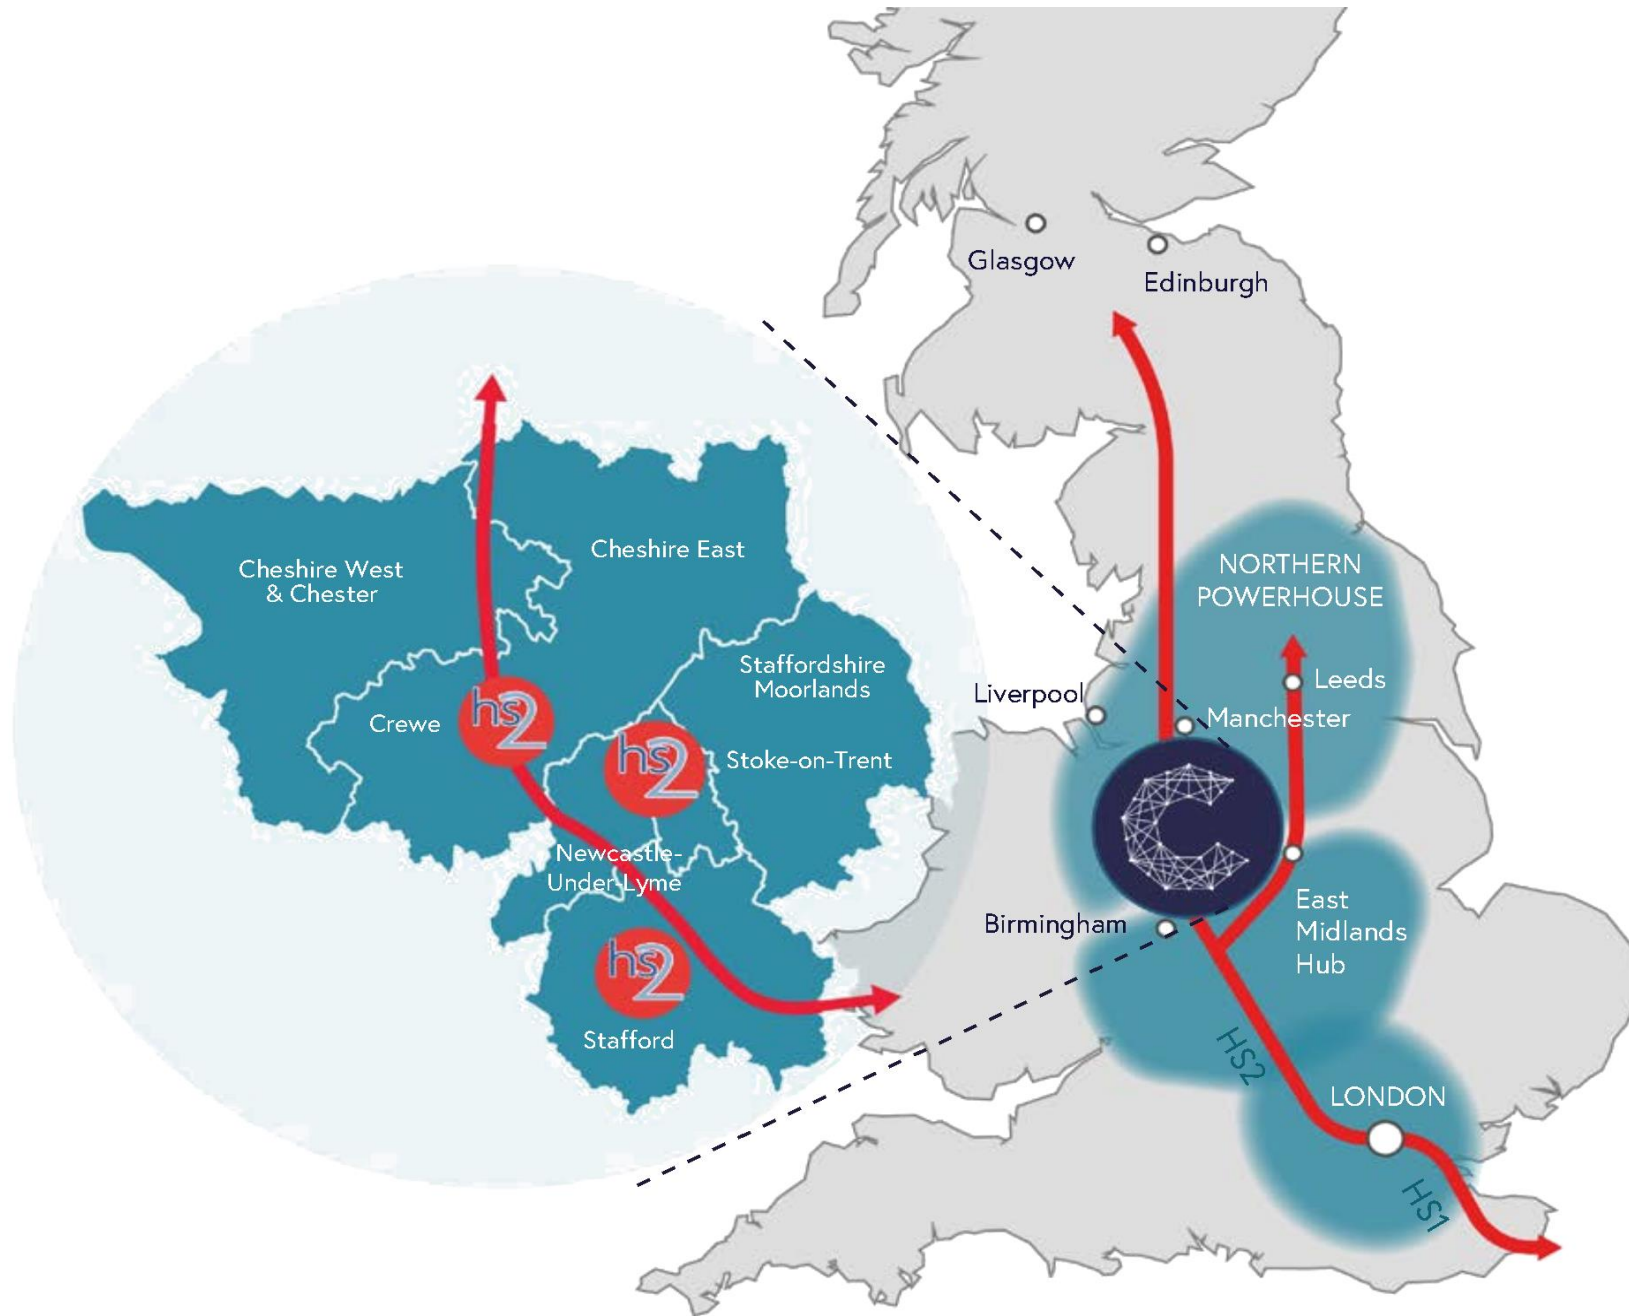 Glasgow
Edinburgh
NORTHERN
POWERHOUSE
Leeds
Liverpool
Manchester
Birmingham
East
Midlands
Hub
HS2
LONDON
HS1
Cheshire West
& Chester
Cheshire East
Staffordshire
Moorlands
Crewe
hs2
hs2
Stoke-on-Trent
Newcastle-
Under-Lyme
hs2
Stafford
C